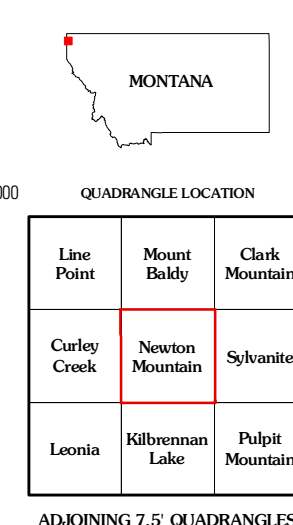 MONTANA
000
QUADRANGLE LOCATION
Line
Point
Mount
Baldy
Clark
Mountain
Curley
Creek
Newton
Mountain
Sylvanite
Leonia
Kilbrennan
Lake
Pulpit
Mountain
ADJOINING 7.5' QUADRANGLES